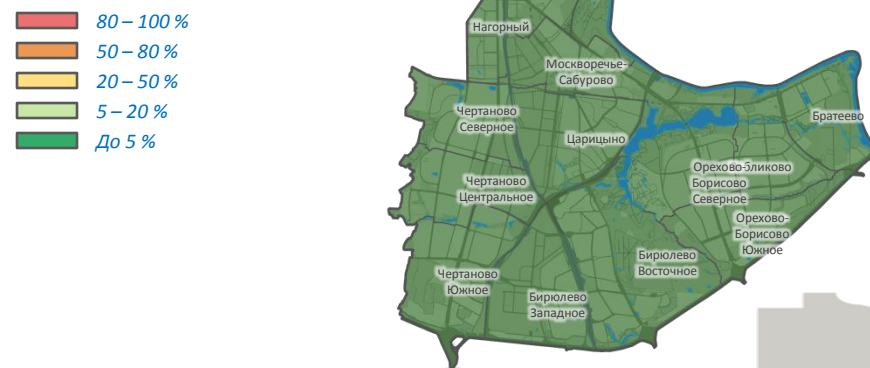 80 – 100 %
50 – 80 %
20 – 50 %
5 – 20 %
До 5 %
Нагорный
Москворечье-
Сабурово
Чертаново
Северное
Царицыно
Братеево
Чертаново
Центральное
Орехово-
Борисово
Северное
Орехово-
Борисово
Южное
Бирюлево
Восточное
Чертаново
Южное
Бирюлево
Западное